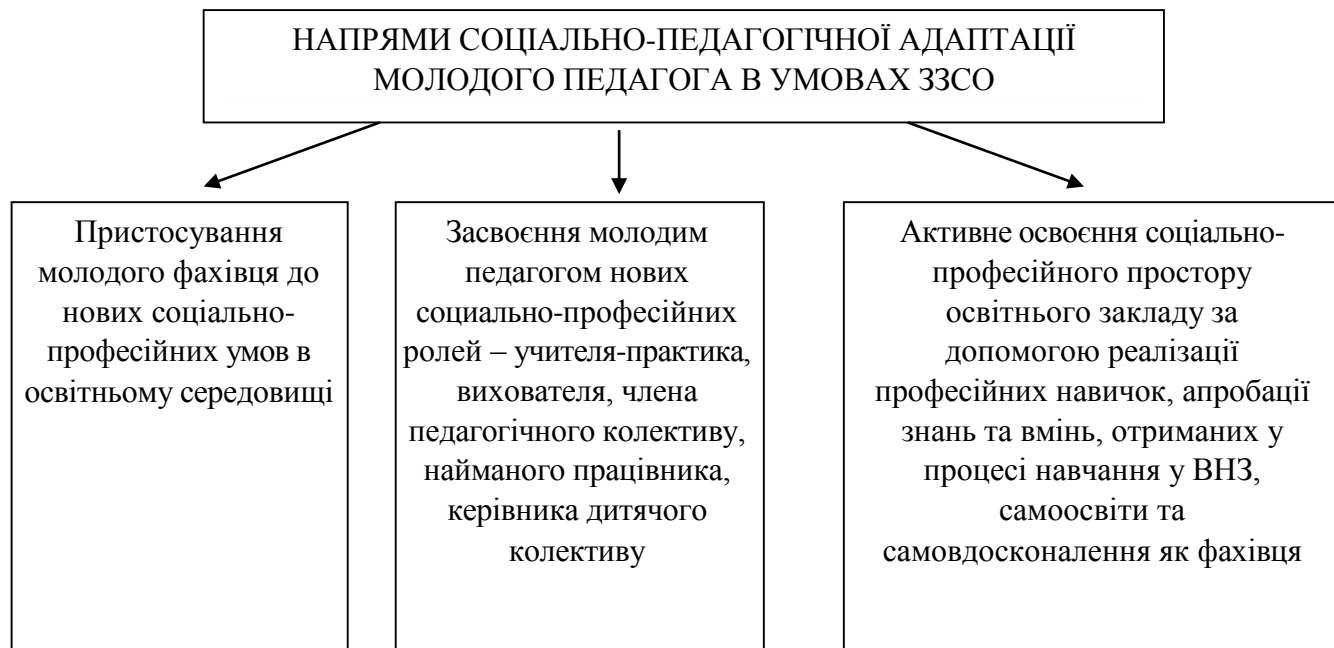 НАПРЯМИ СОЦІАЛЬНО-ПЕДАГОГІЧНОЇ АДАПТАЦІЇ
МОЛОДОГО ПЕДАГОГА В УМОВАХ ЗЗСО
Пристосування
молодого фахівця до
нових соціально-
професійних умов в
освітньому середовищі
Засвоєння молодим
педагогом нових
социально-професійних
ролей – учителя-практика,
вихователя, члена
педагогічного колективу,
найманого працівника,
керівника дитячого
колективу
Активне освоєння соціально-
професійного простору
освітнього закладу за
допомогою реалізації
професійних навичок, апробації
знань та вмінь, отриманих у
процесі навчання у ВНЗ,
самоосвіти та
самовдосконалення як фахівця